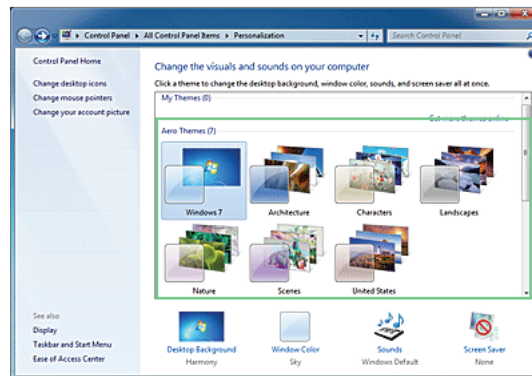 Control Panel ▸ All Control Panel Items ▸ Personalization
Search Control Panel
Control Panel Home
Change desktop icons
Change mouse pointers
Change your account picture
See also
Display
Taskbar and Start Menu
Ease of Access Center
Change the visuals and sounds on your computer
Click a theme to change the desktop background, window color, sounds, and screen saver all at once.
My Themes (0)
Get more themes online
Aero Themes (7)
Windows 7 Architecture Characters Landscapes
Nature Scenes United States
Desktop Background Window Color Sounds Screen Saver
Harmony Sky Windows Default None